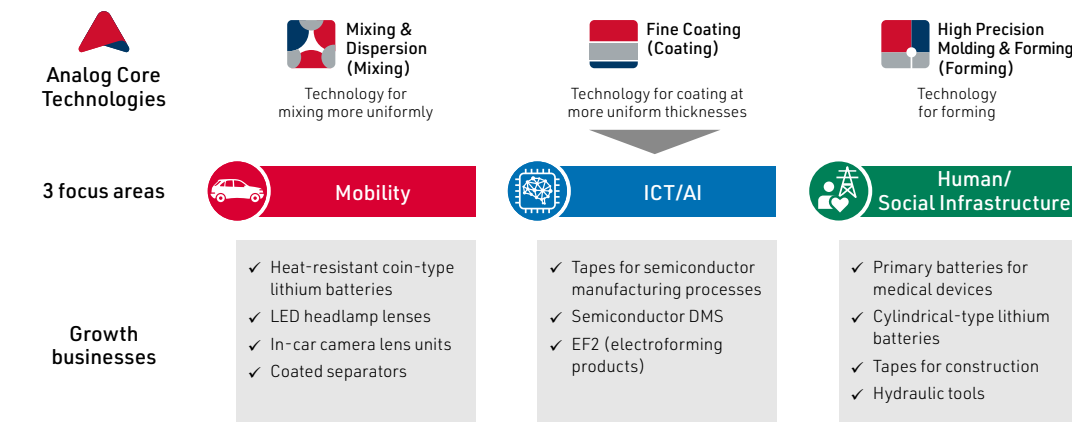 Analog Core
Technologies
Mixing &
Dispersion
(Mixing)
Technology for
mixing more uniformly
Fine Coating
(Coating)
Technology for coating at
more uniform thicknesses
High Precision
Molding & Forming
(Forming)
Technology
for forming
3 focus areas
Mobility
ICT/AI
Human/
Social Infrastructure
Growth
businesses
✓ Heat-resistant coin-type
lithium batteries
✓ LED headlamp lenses
✓ In-car camera lens units
✓ Coated separators
✓ Tapes for semiconductor
manufacturing processes
✓ Semiconductor DMS
✓ EF2 (electroforming
products)
✓ Primary batteries for
medical devices
✓ Cylindrical-type lithium
batteries
✓ Tapes for construction
✓ Hydraulic tools